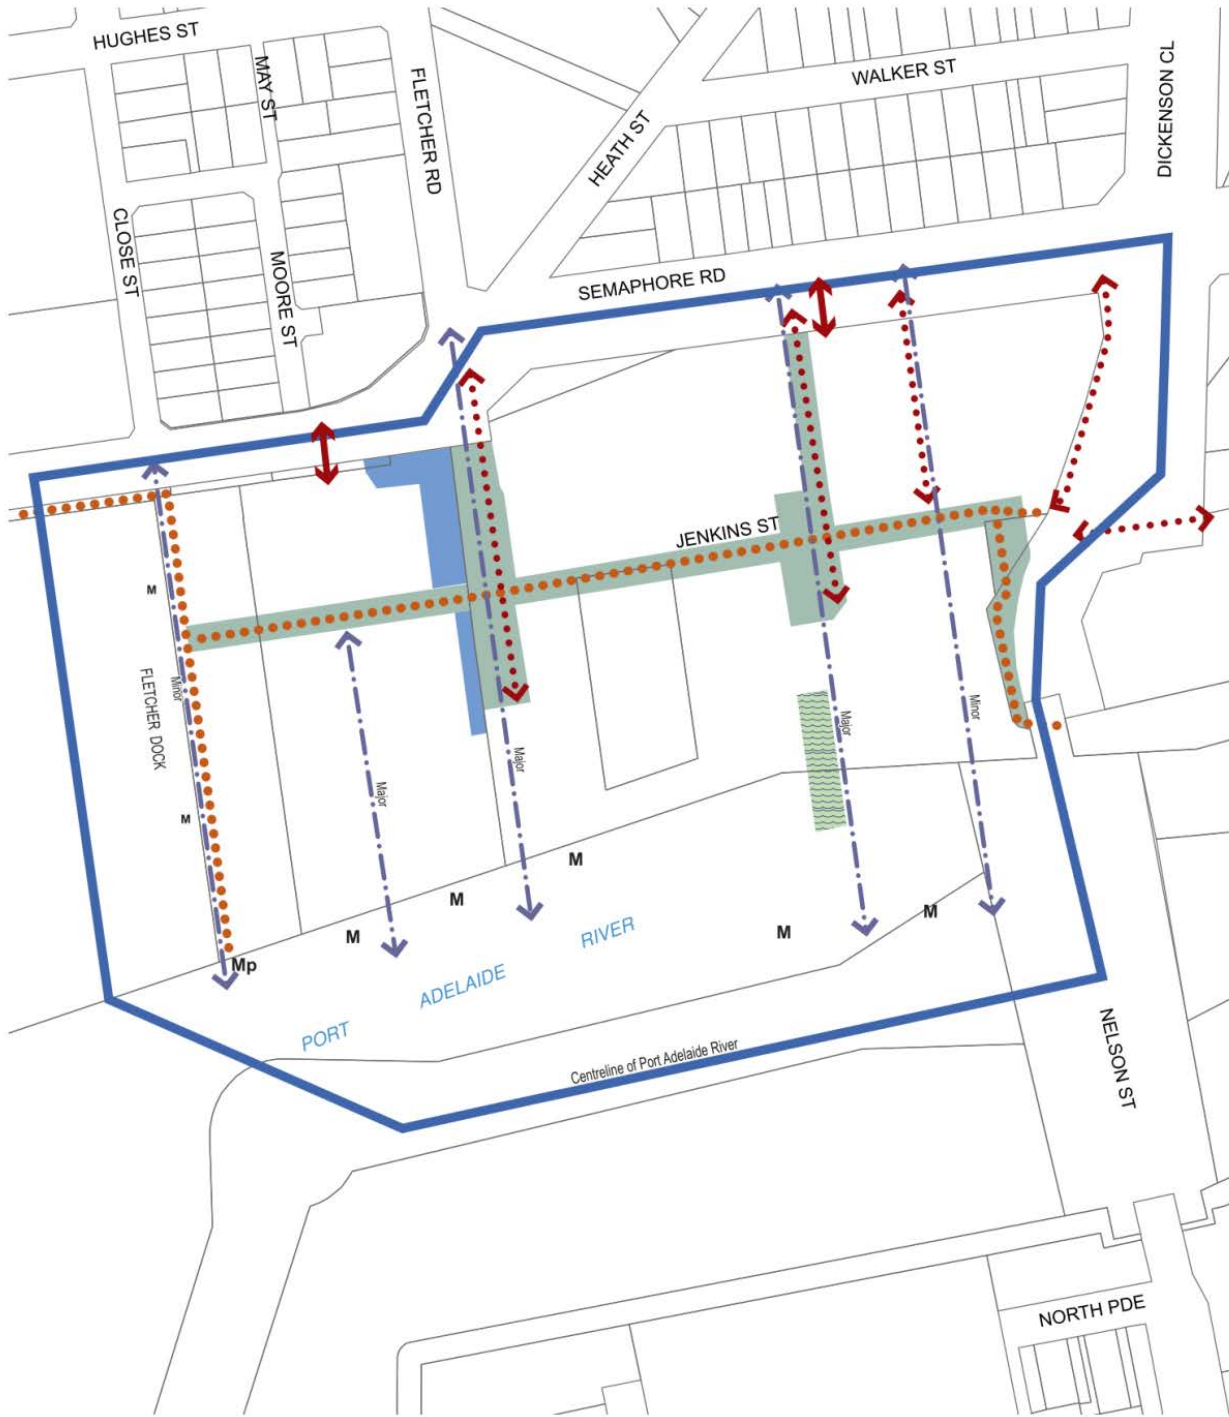 HUGHES ST
MAY ST
FLETCHER RD
HEATH ST
WALKER ST
DICKENSON CL
CLOSE ST
MOORE ST
SEMAPHORE RD
JENKINS ST
M
FLETCHER DOCK
Minor
M
Major
Major
Major
Minor
M
M
M
M
M
Mp
PORT ADELAIDE RIVER
Centreline of Port Adelaide River
NELSON ST
NORTH PDE